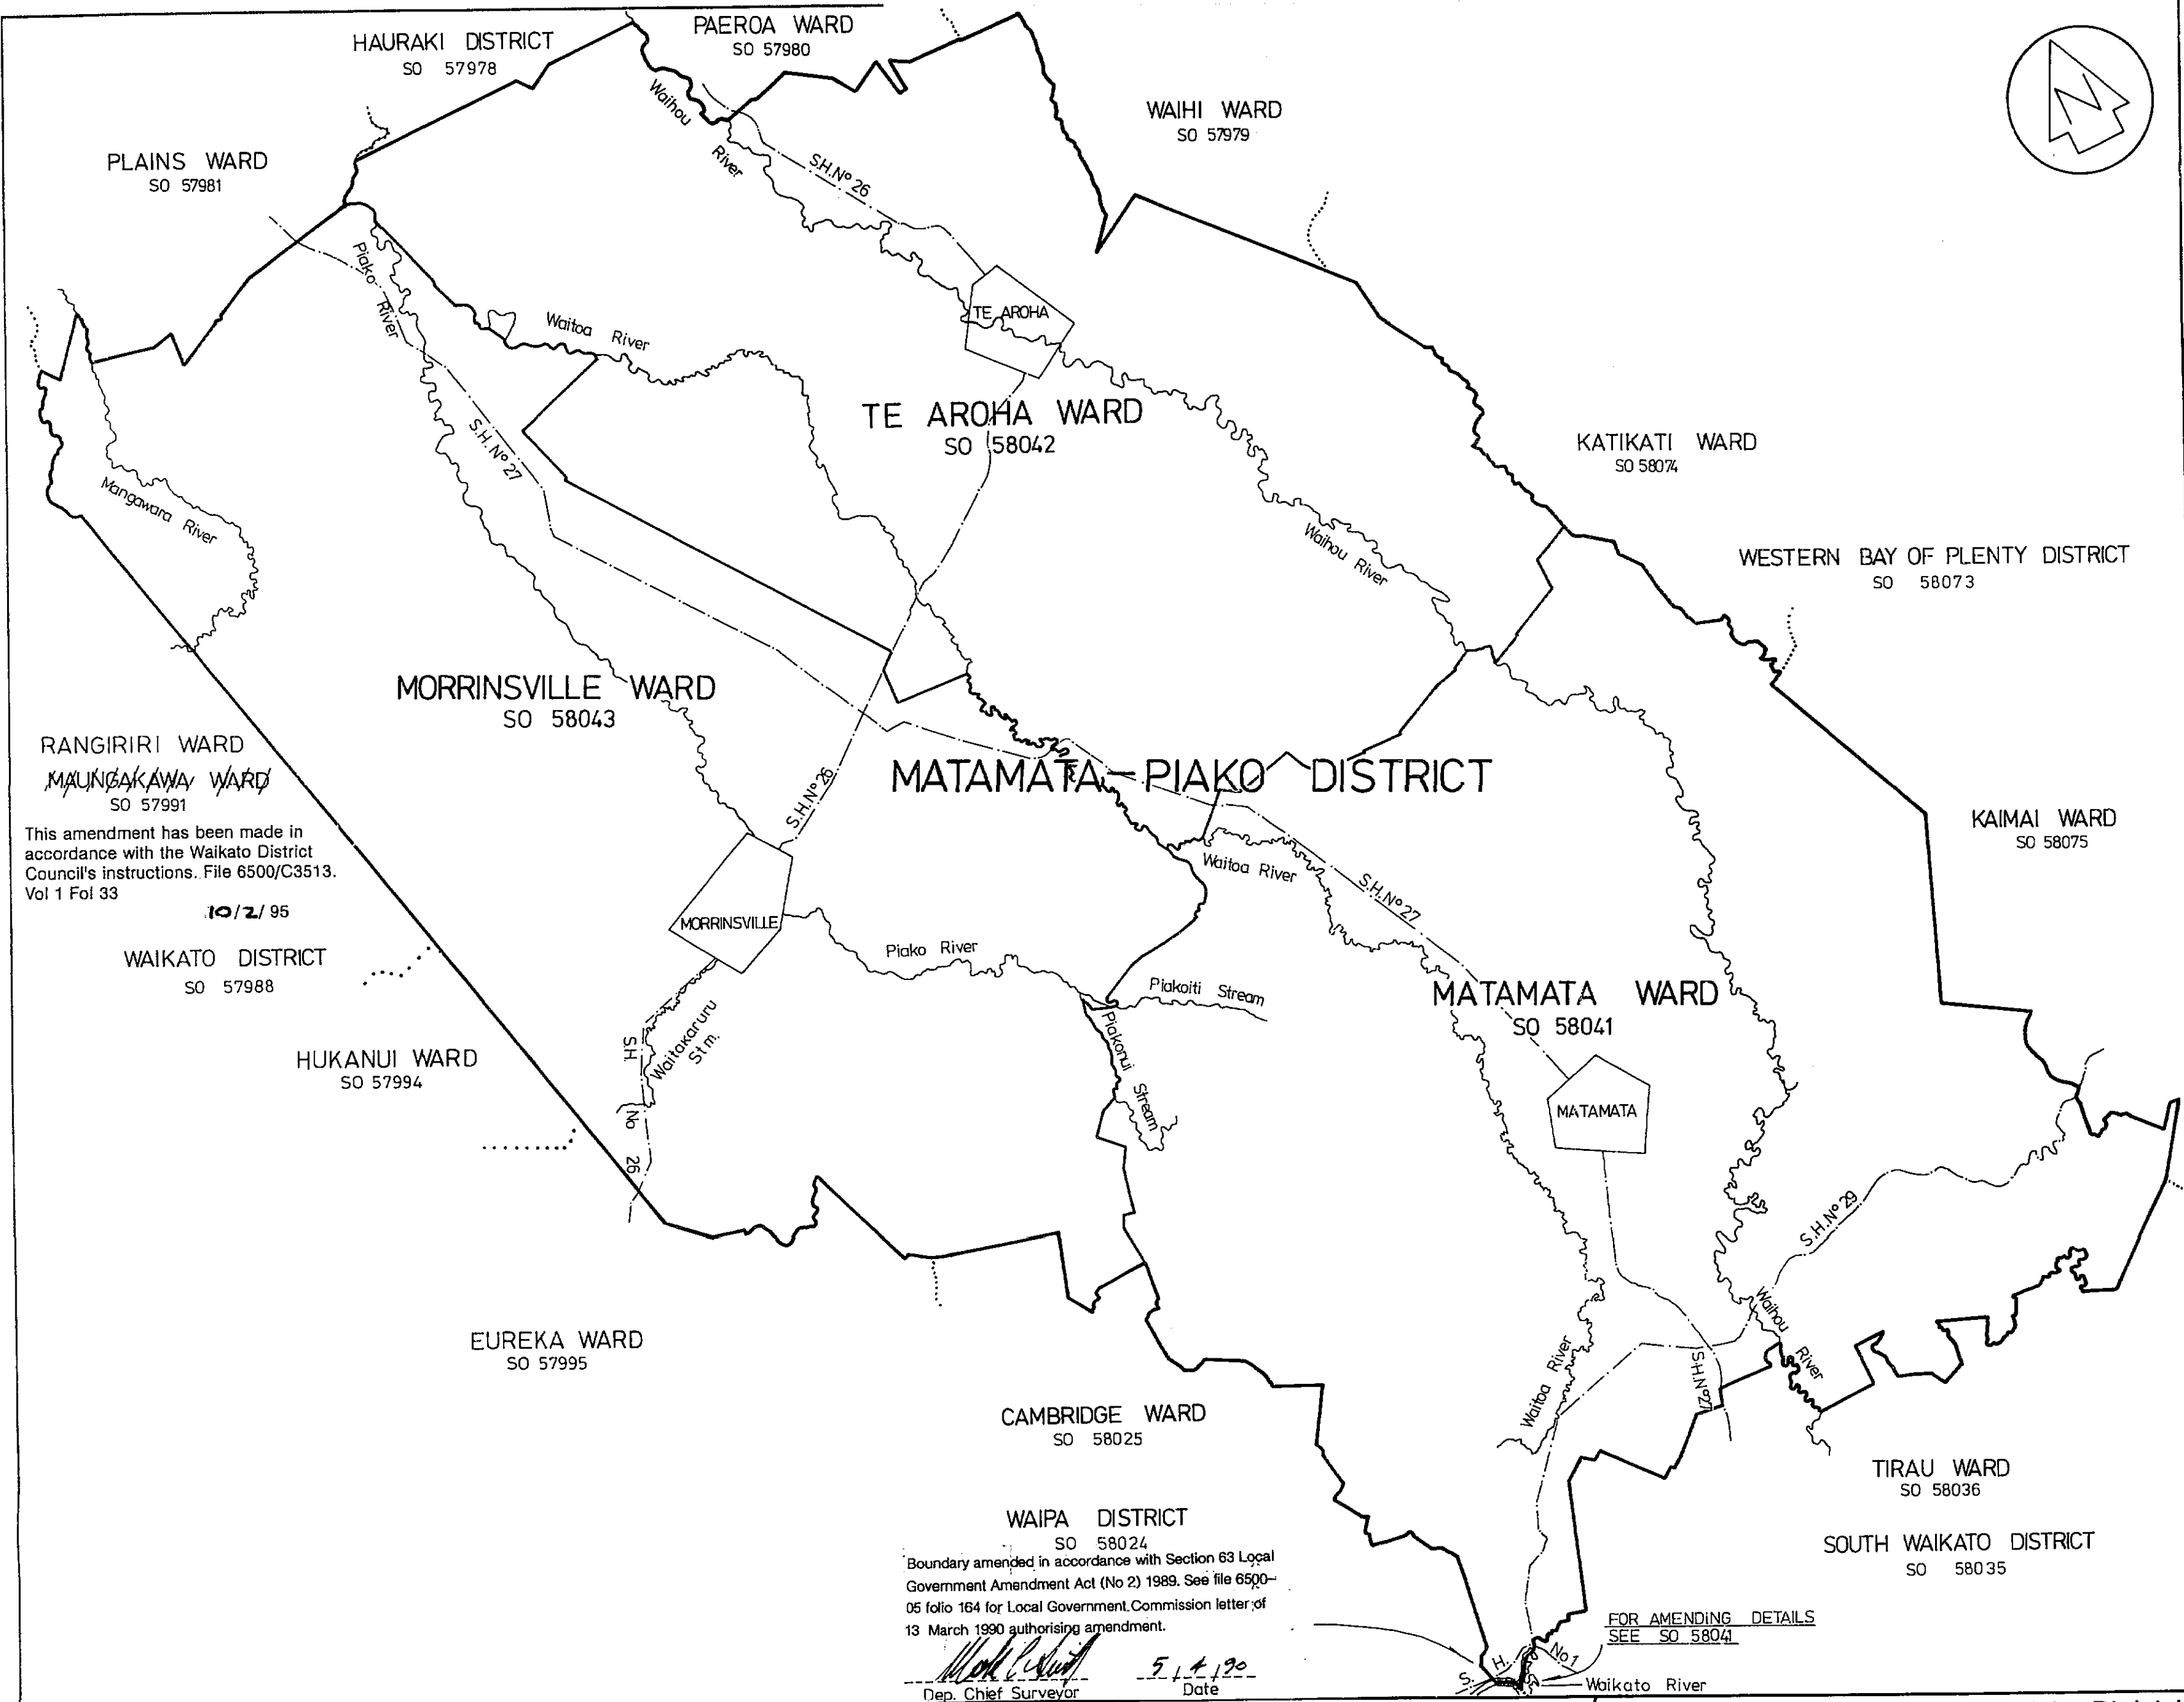 HAURAKI DISTRICT
SO 57978
PAEROA WARD
SO 57980
WAIHI WARD
SO 57979
N
PLAINS WARD
SO 57981
Waihou
River
S.H.Nº 26
Piako
River
Waitoa River
TE AROHA
TE AROHA WARD
SO 58042
S.H.Nº 27
KATIKATI WARD
SO 58074
Mangawara River
Waihou River
WESTERN BAY OF PLENTY DISTRICT
SO 58073
MORRINSVILLE WARD
SO 58043
RANGIRIRI WARD
MAUNGAKAWA WARD
SO 57991
This amendment has been made in
accordance with the Waikato District
Council's instructions. File 6500/C3513.
Vol 1 Fol 33
10/2/95
MATAMATA-PIAKO DISTRICT
S.H.Nº 26
KAIMAI WARD
SO 58075
Waitoa River
S.H.Nº 27
MORRINSVILLE
WAIKATO DISTRICT
SO 57988
Piako River
Piakoiti Stream
MATAMATA WARD
SO 58041
Piakonui
Stream
Waitakaruru
Stm.
S.H.
No 26
HUKANUI WARD
SO 57994
MATAMATA
S.H.Nº 29
Waihou
River
EUREKA WARD
SO 57995
Waitoa River
S.H.Nº27
CAMBRIDGE WARD
SO 58025
TIRAU WARD
SO 58036
WAIPA DISTRICT
SO 58024
SOUTH WAIKATO DISTRICT
SO 58035
Boundary amended in accordance with Section 63 Local
Government Amendment Act (No 2) 1989. See file 6500-
05 folio 164 for Local Government Commission letter of
13 March 1990 authorising amendment.
5/4/90
Dep. Chief Surveyor
Date
FOR AMENDING DETAILS
SEE SO 58041
S. H. No1
Waikato River